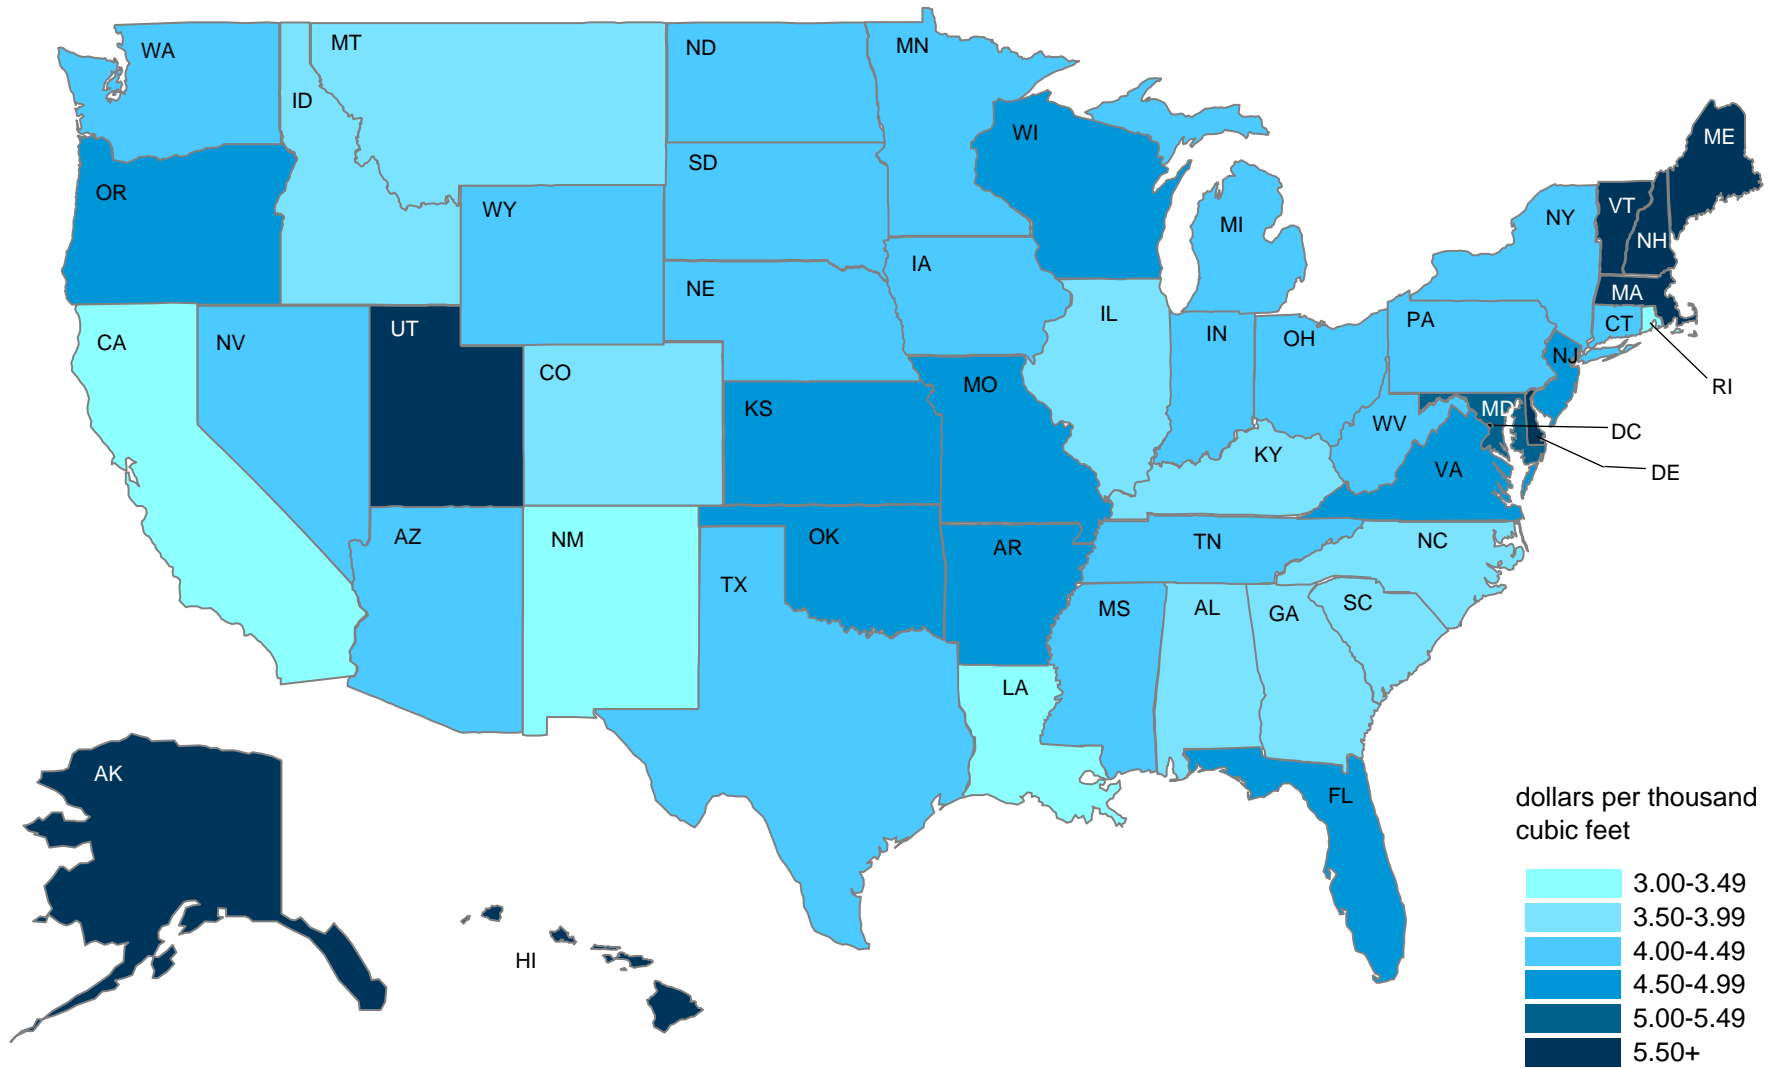 WA
MT
ND
MN
ID
WI
ME
OR
SD
WY
MI
NY
VT
NH
IA
NE
MA
CA
NV
UT
IL
IN
OH
PA
CT
CO
MO
NJ
RI
KS
MD
WV
DC
KY
VA
DE
AZ
NM
OK
AR
TN
NC
TX
MS
AL
GA
SC
LA
AK
FL
HI
dollars per thousand
cubic feet
3.00-3.49
3.50-3.99
4.00-4.49
4.50-4.99
5.00-5.49
5.50+